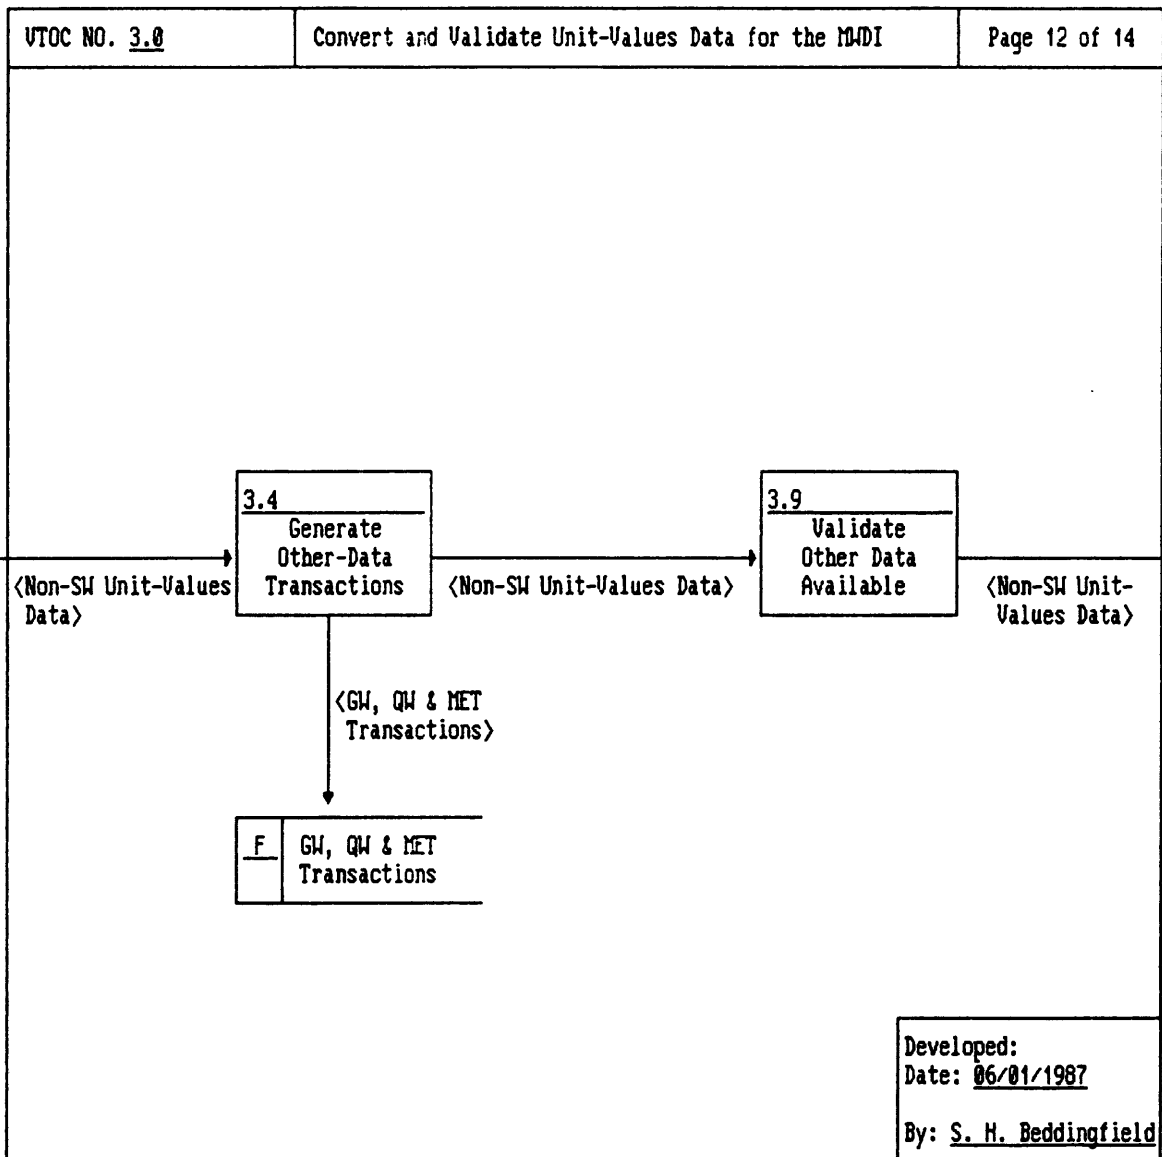 VTOC NO. 3.0
Convert and Validate Unit-Values Data for the MWDI
Page 12 of 14
3.4
Generate
Other-Data
Transactions
3.9
Validate
Other Data
Available
<Non-SW Unit-Values
Data>
<Non-SW Unit-Values Data>
<Non-SW Unit-
Values Data>
<GW, QW & MET
Transactions>
F
GW, QW & MET
Transactions
Developed:
Date: 06/01/1987
By: S. H. Beddingfield